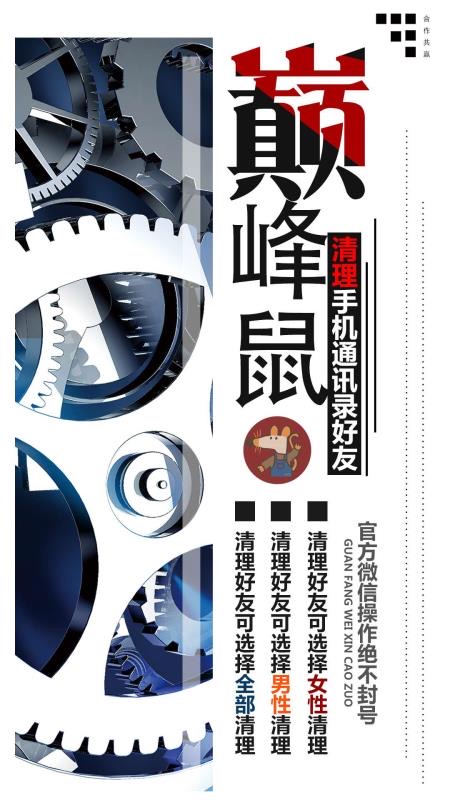 合作共赢
巅峰鼠
清理手机通讯录好友
官方微信操作绝不封号
GUAN FANG WEI XIN CAO ZUO
清理好友可选择女性清理
清理好友可选择男性清理
清理好友可选择全部清理